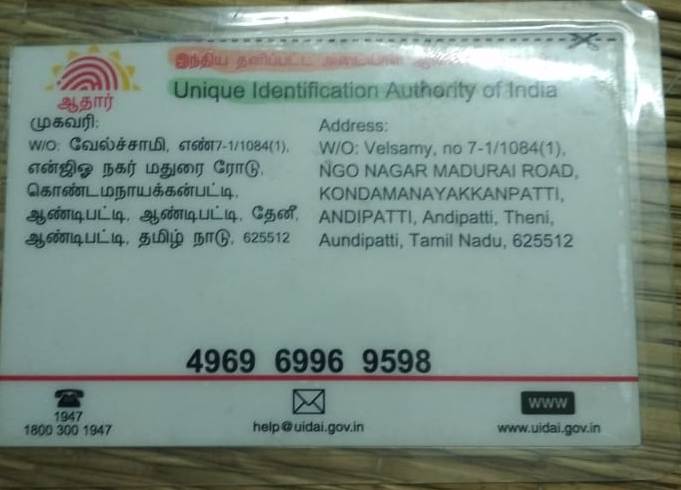 இந்திய தனிப்பட்ட அடையாள
Unique Identification Authority of India
ஆதார்
முகவரி:
W/O: வேல்ச்சாமி, எண்7-1/1084(1),
என்ஜிஓ நகர் மதுரை ரோடு,
கொண்டமநாயக்கன்பட்டி,
ஆண்டிபட்டி, ஆண்டிபட்டி, தேனீ,
ஆண்டிபட்டி, தமிழ் நாடு, 625512
Address:
W/O: Velsamy, no 7-1/1084(1),
NGO NAGAR MADURAI ROAD,
KONDAMANAYAKKANPATTI,
ANDIPATTI, Andipatti, Theni,
Aundipatti, Tamil Nadu, 625512
4969 6996 9598
1947
1800 300 1947
help@uidai.gov.in
WWW
www.uidai.gov.in